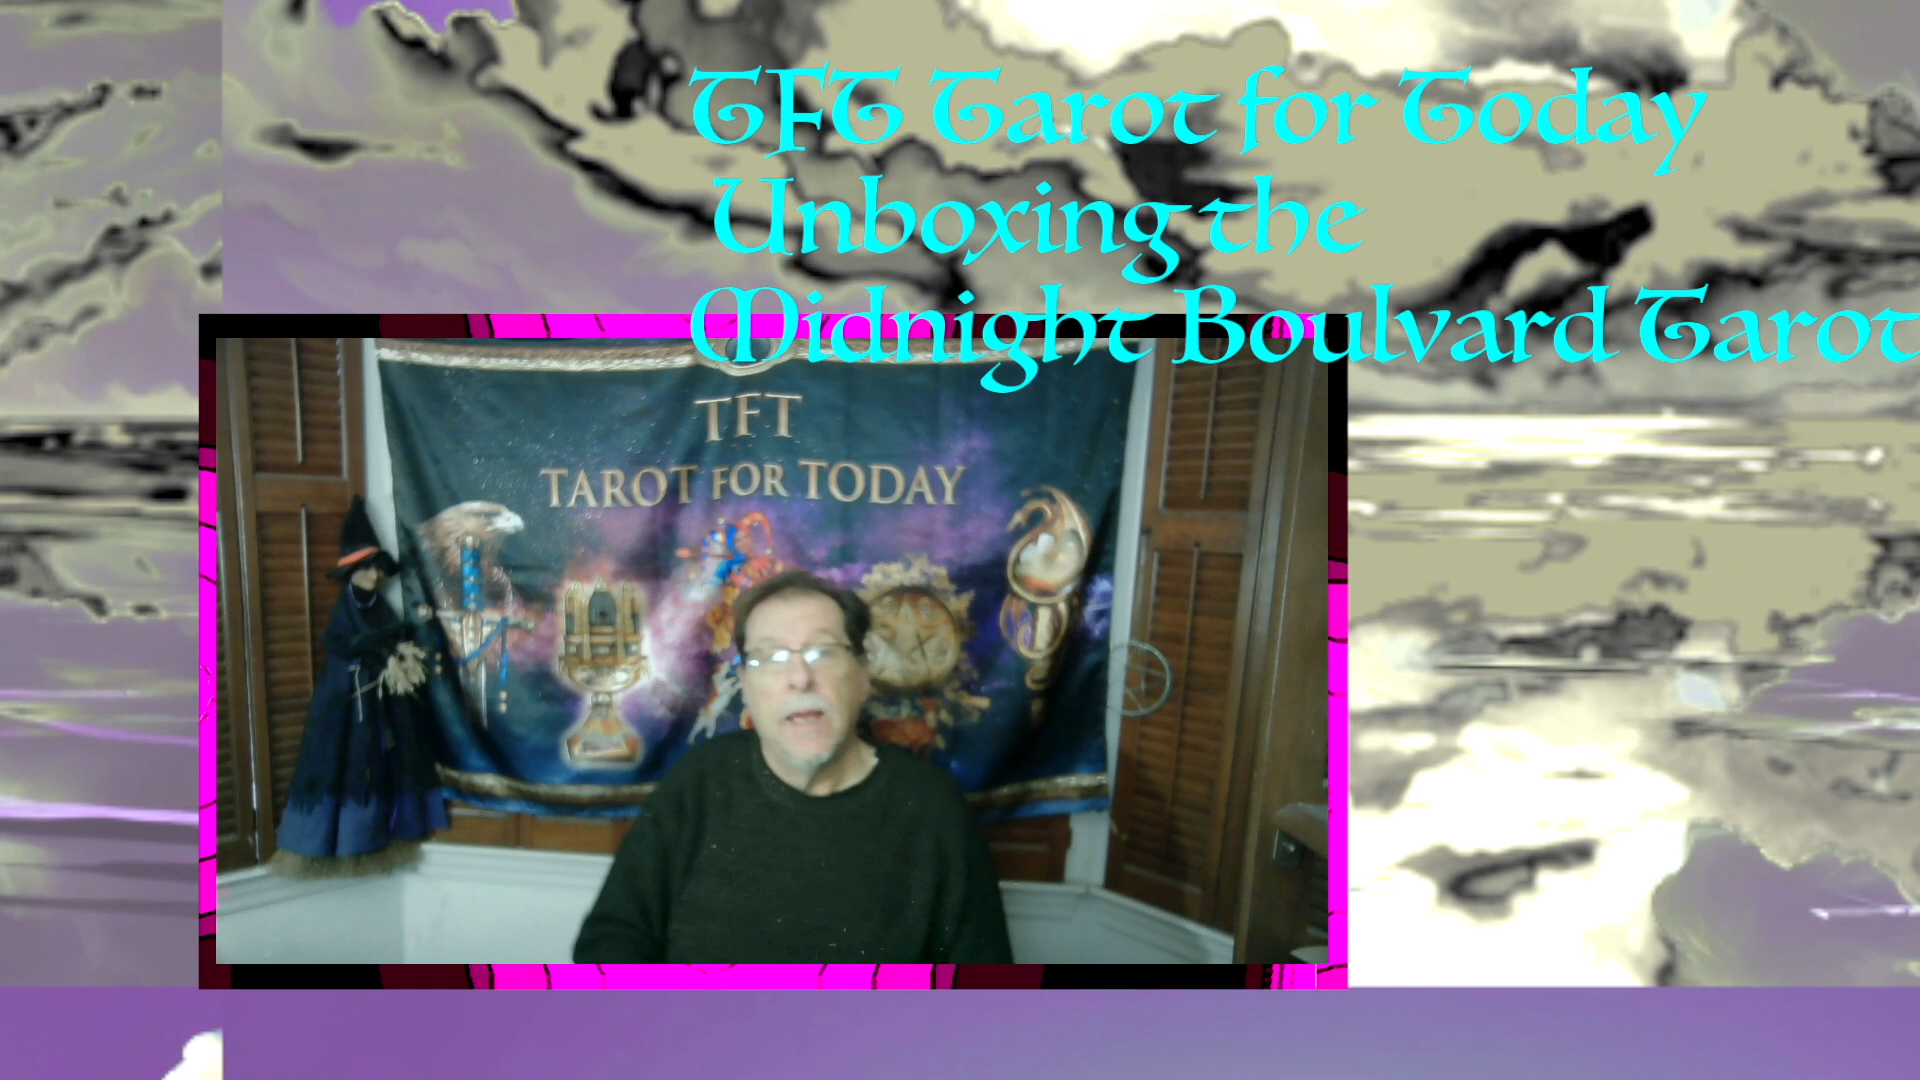 TFT Tarot for Today
Unboxing the
Midnight Boulvard Tarot
TFT
TAROT FOR TODAY